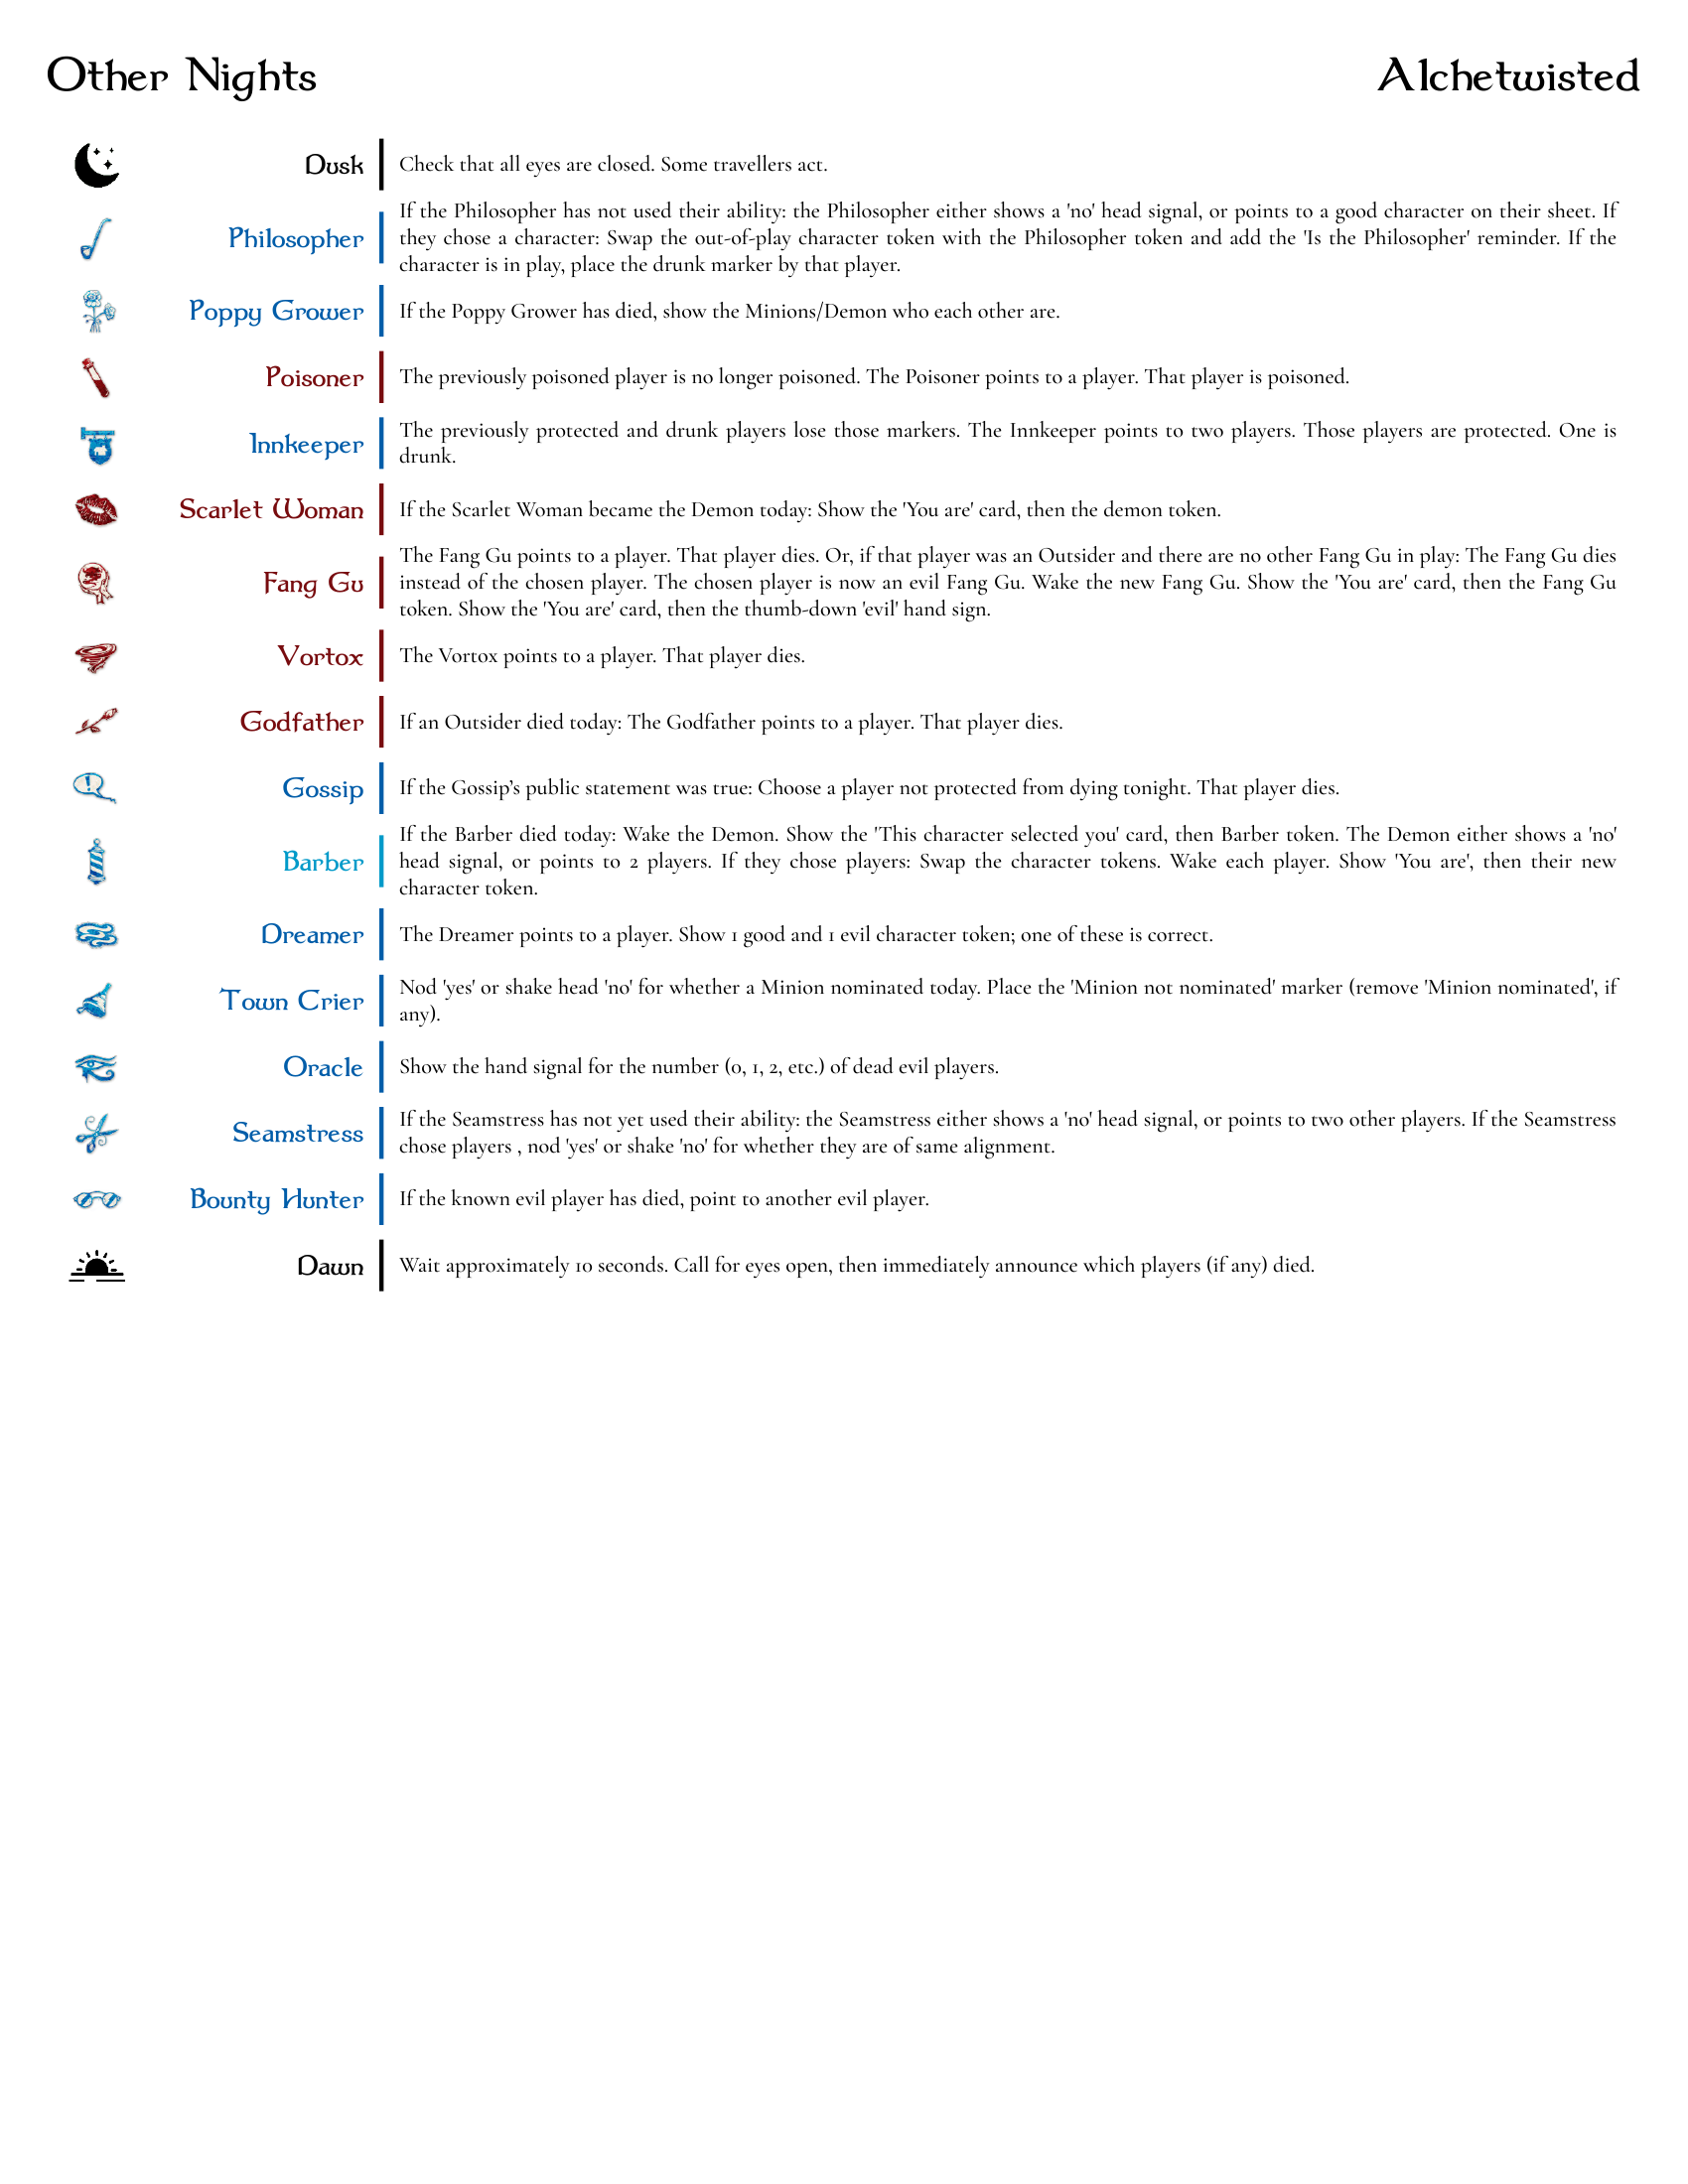 Other Nights
Alchetwisted
Dusk
Check that all eyes are closed. Some travellers act.
Philosopher
If the Philosopher has not used their ability: the Philosopher either shows a 'no' head signal, or points to a good character on their sheet. If
they chose a character: Swap the out-of-play character token with the Philosopher token and add the 'Is the Philosopher' reminder. If the
character is in play, place the drunk marker by that player.
Poppy Grower
If the Poppy Grower has died, show the Minions/Demon who each other are.
Poisoner
The previously poisoned player is no longer poisoned. The Poisoner points to a player. That player is poisoned.
Innkeeper
The previously protected and drunk players lose those markers. The Innkeeper points to two players. Those players are protected. One is
drunk.
Scarlet Woman
If the Scarlet Woman became the Demon today: Show the 'You are' card, then the demon token.
Fang Gu
The Fang Gu points to a player. That player dies. Or, if that player was an Outsider and there are no other Fang Gu in play: The Fang Gu dies
instead of the chosen player. The chosen player is now an evil Fang Gu. Wake the new Fang Gu. Show the 'You are' card, then the Fang Gu
token. Show the 'You are' card, then the thumb-down 'evil' hand sign.
Vortox
The Vortox points to a player. That player dies.
Godfather
If an Outsider died today: The Godfather points to a player. That player dies.
Gossip
If the Gossip’s public statement was true: Choose a player not protected from dying tonight. That player dies.
Barber
If the Barber died today: Wake the Demon. Show the 'This character selected you' card, then Barber token. The Demon either shows a 'no'
head signal, or points to 2 players. If they chose players: Swap the character tokens. Wake each player. Show 'You are', then their new
character token.
Dreamer
The Dreamer points to a player. Show 1 good and 1 evil character token; one of these is correct.
Town Crier
Nod 'yes' or shake head 'no' for whether a Minion nominated today. Place the 'Minion not nominated' marker (remove 'Minion nominated', if
any).
Oracle
Show the hand signal for the number (0, 1, 2, etc.) of dead evil players.
Seamstress
If the Seamstress has not yet used their ability: the Seamstress either shows a 'no' head signal, or points to two other players. If the Seamstress
chose players , nod 'yes' or shake 'no' for whether they are of same alignment.
Bounty Hunter
If the known evil player has died, point to another evil player.
Dawn
Wait approximately 10 seconds. Call for eyes open, then immediately announce which players (if any) died.